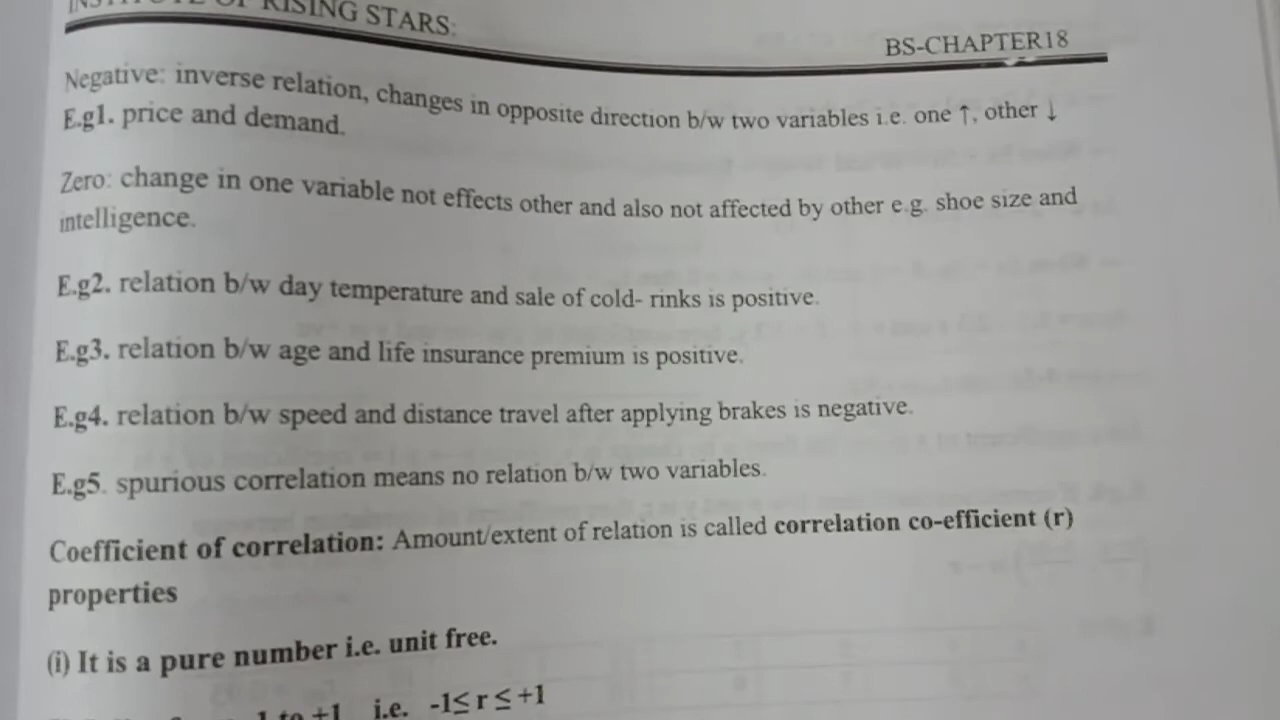 INSTITUTE OF RISING STARS:
BS-CHAPTER18
Negative: inverse relation, changes in opposite direction b/w two variables i.e. one ↑, other ↓
E.g1. price and demand.
Zero: change in one variable not effects other and also not affected by other e.g. shoe size and
intelligence.
E.g2. relation b/w day temperature and sale of cold- rinks is positive.
E.g3. relation b/w age and life insurance premium is positive.
E.g4. relation b/w speed and distance travel after applying brakes is negative.
E.g5. spurious correlation means no relation b/w two variables.
Coefficient of correlation: Amount/extent of relation is called correlation co-efficient (r)
properties
(i) It is a pure number i.e. unit free.
1 to +1 i.e. -1≤ r ≤ +1